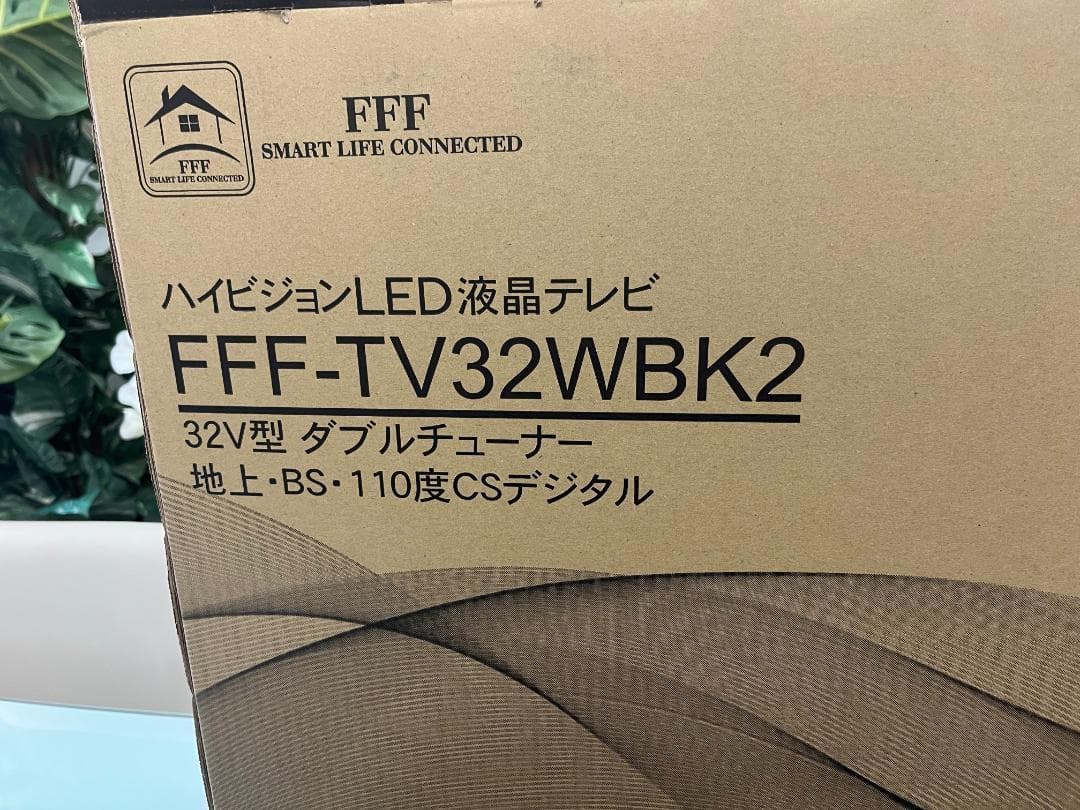 FFF
SMART LIFE CONNECTED
FFF
SMART LIFE CONNECTED
ハイビジョンLED液晶テレビ
FFF-TV32WBK2
32V型 ダブルチューナー
地上・BS・110度CSデジタル